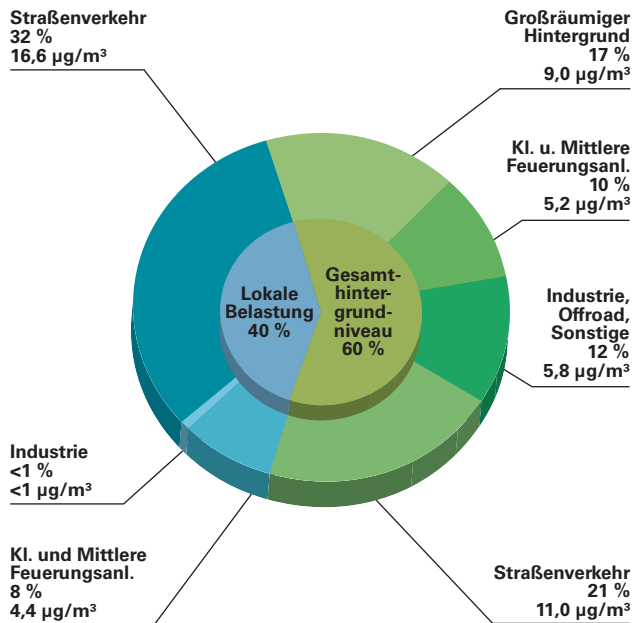 Straßenverkehr
32 %
16,6 µg/m³
Großräumiger
Hintergrund
17 %
9,0 µg/m³
Kl. u. Mittlere
Feuerungsanl.
10 %
5,2 µg/m³
Lokale
Belastung
40 %
Gesamt-
hinter-
grund-
niveau
60 %
Industrie,
Offroad,
Sonstige
12 %
5,8 µg/m³
Industrie
<1 %
<1 µg/m³
Kl. und Mittlere
Feuerungsanl.
8 %
4,4 µg/m³
Straßenverkehr
21 %
11,0 µg/m³